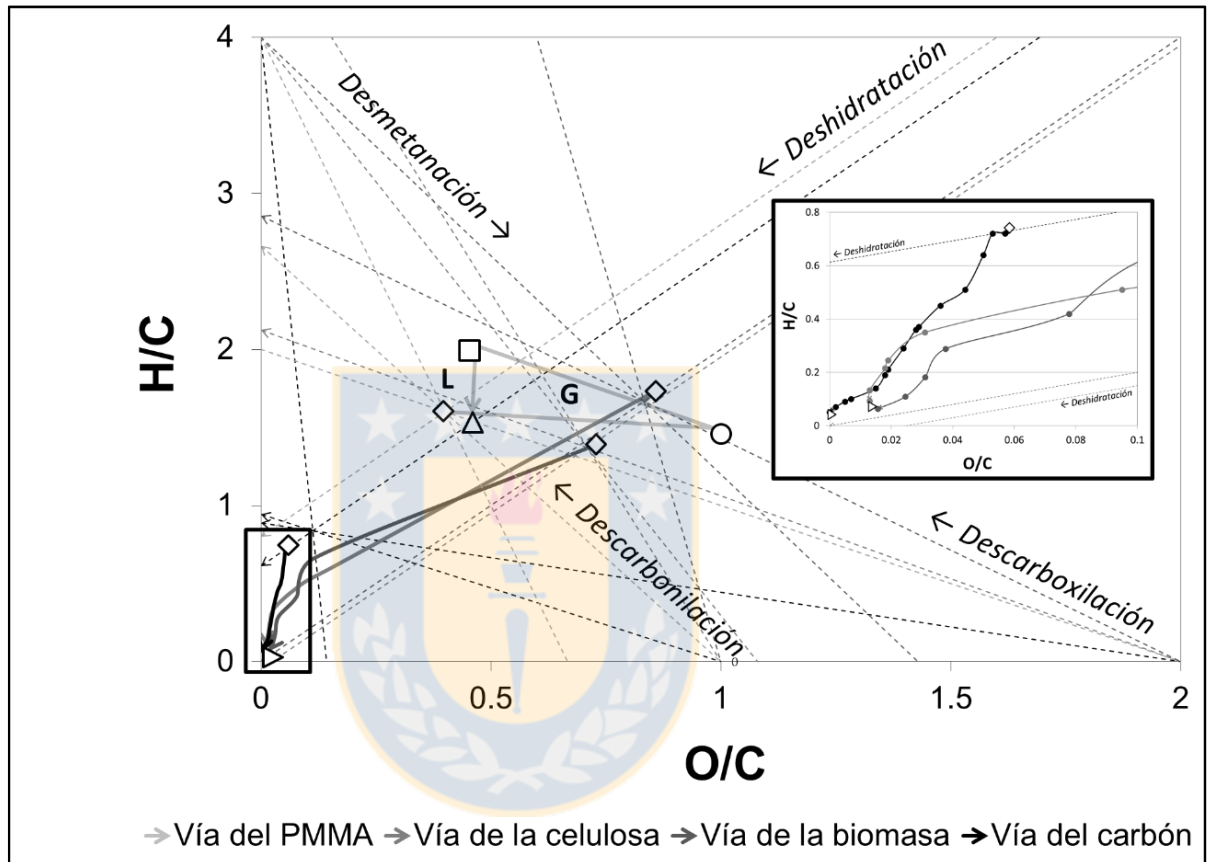 4
3
2
1
0
H/C
0
0.5
1
1.5
2
O/C
Desmetanación →
← Deshidratación
← Descarbonilación
← Descarboxilación
L
G
0
0.8
0.6
0.4
0.2
0
H/C
0
0.02
0.04
0.06
0.08
0.1
O/C
← Deshidratación
← Deshidratación
→Vía del PMMA →Vía de la celulosa →Vía de la biomasa →Vía del carbón